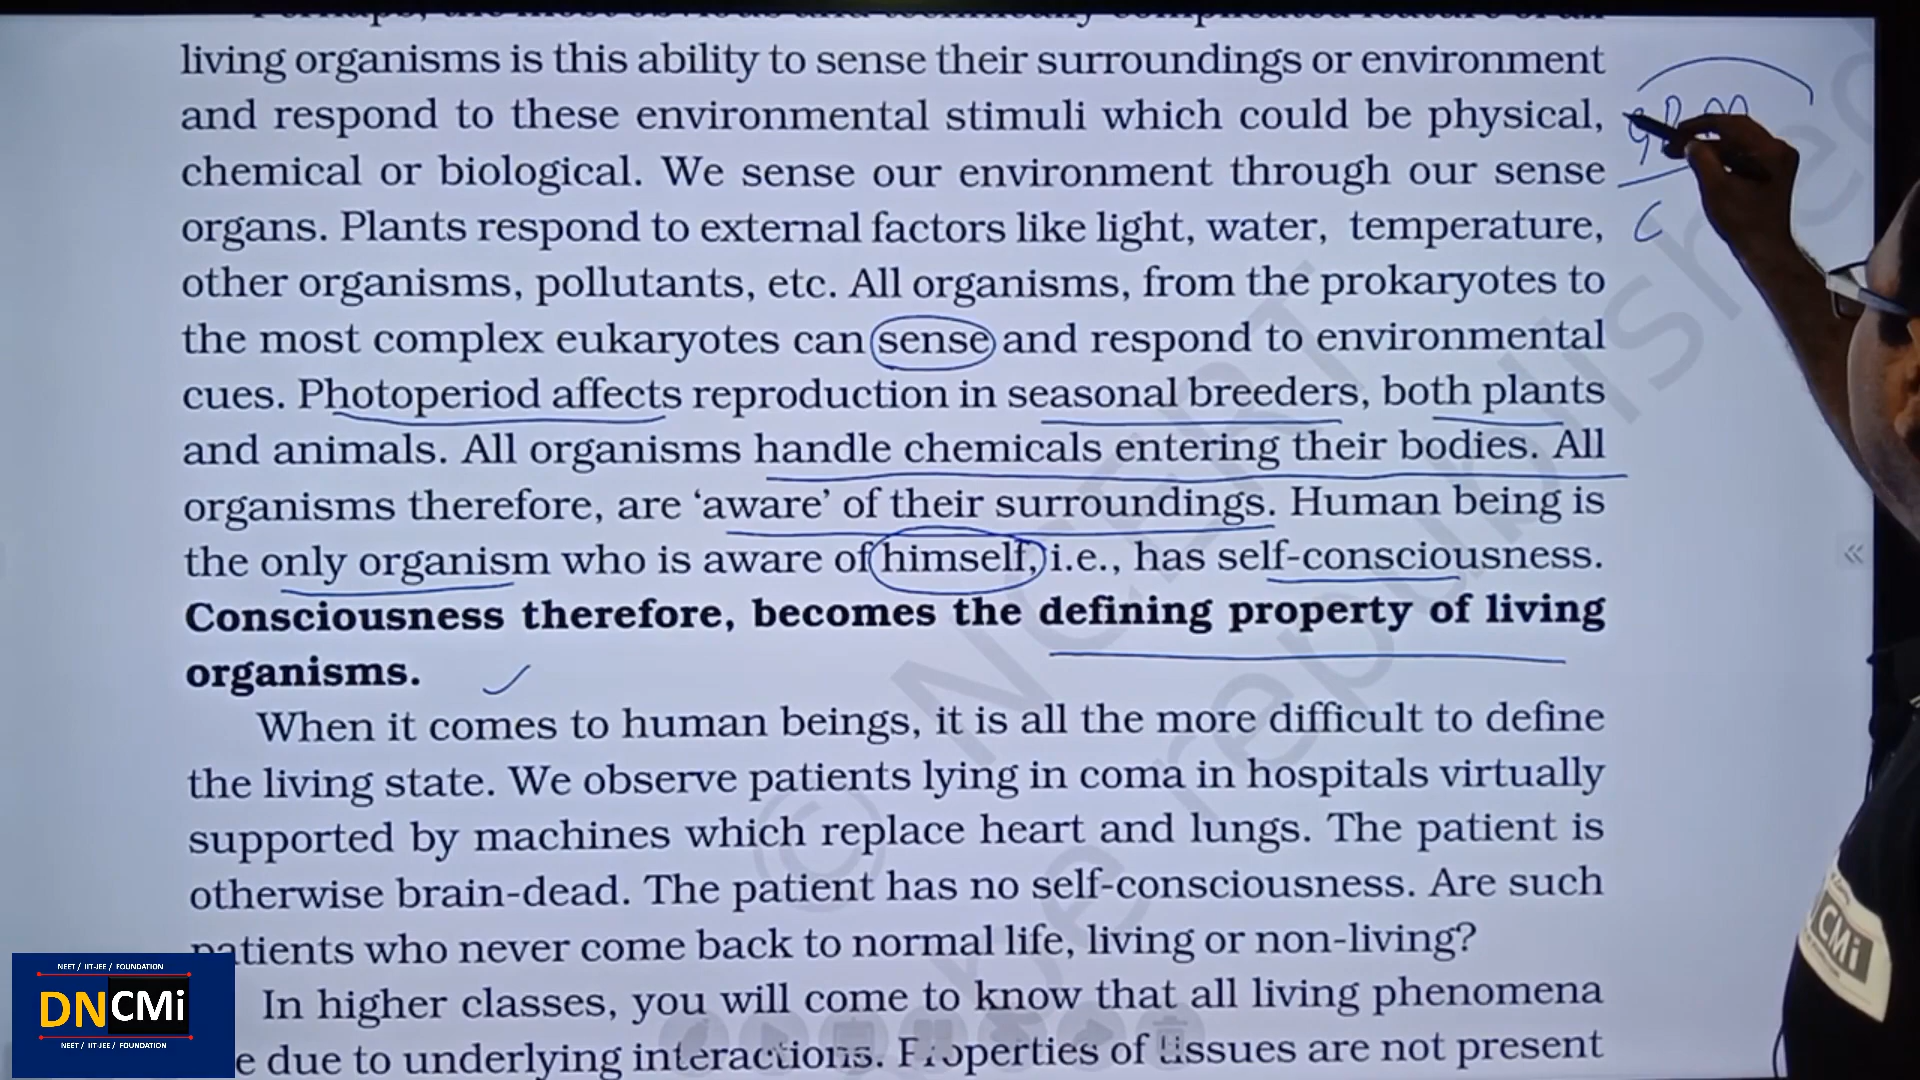 living organisms is this ability to sense their surroundings or environment
and respond to these environmental stimuli which could be physical,
chemical or biological. We sense our environment through our sense
organs. Plants respond to external factors like light, water, temperature,
other organisms, pollutants, etc. All organisms, from the prokaryotes to
the most complex eukaryotes can sense and respond to environmental
cues. Photoperiod affects reproduction in seasonal breeders, both plants
and animals. All organisms handle chemicals entering their bodies. All
organisms therefore, are ‘aware’ of their surroundings. Human being is
the only organism who is aware of himself, i.e., has self-consciousness.
Consciousness therefore, becomes the defining property of living
organisms.
When it comes to human beings, it is all the more difficult to define
the living state. We observe patients lying in coma in hospitals virtually
supported by machines which replace heart and lungs. The patient is
otherwise brain-dead. The patient has no self-consciousness. Are such
patients who never come back to normal life, living or non-living?
In higher classes, you will come to know that all living phenomena
e due to underlying interactions. Properties of tissues are not present
© NCERT
be republished
CMi
NEET / IIT-JEE / FOUNDATION
DNCMi
NEET / IIT JEE / FOUNDATION